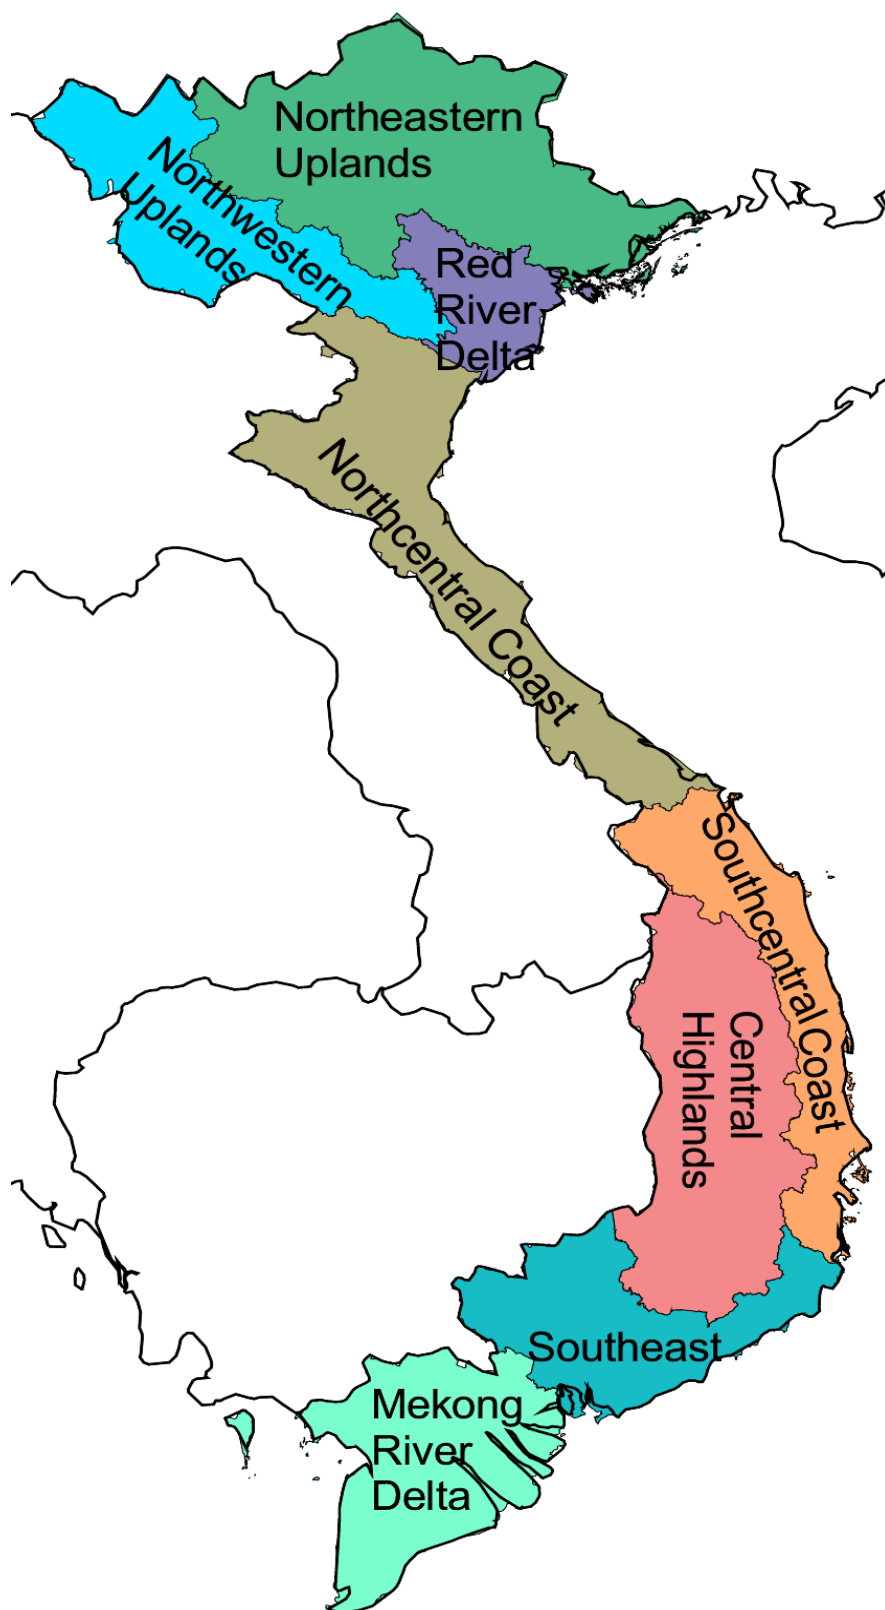 Northeastern
Uplands
Northwestern
Uplands
Red
River
Delta
Northcentral Coast
Southcentral Coast
Central
Highlands
Southeast
Mekong
River
Delta